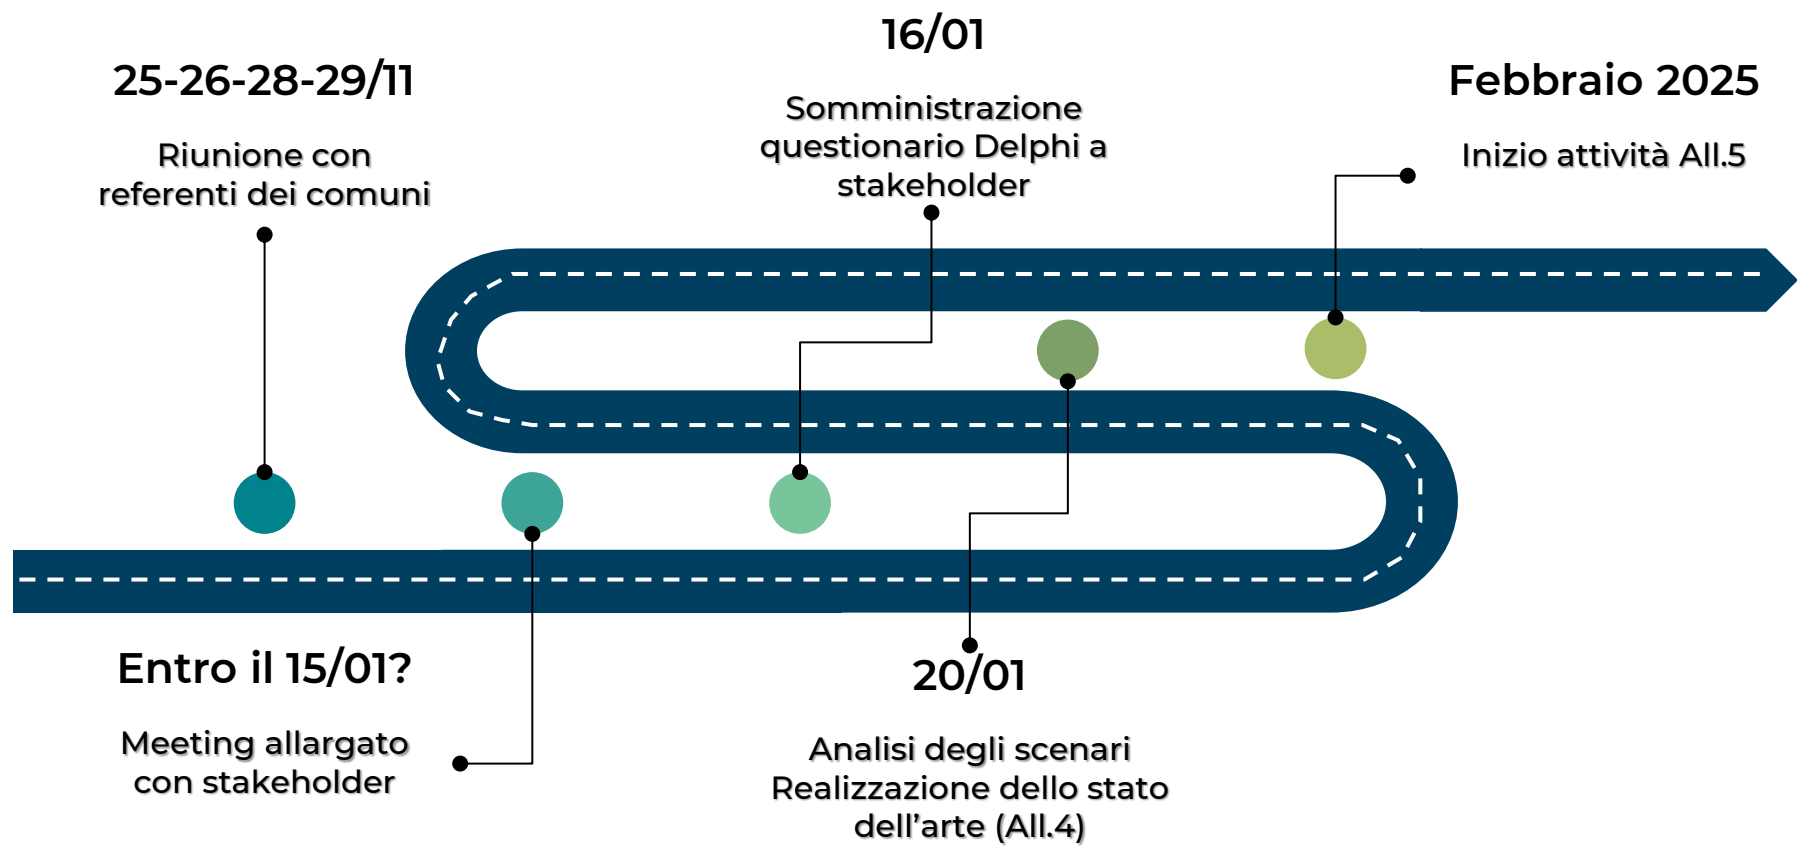 25-26-28-29/11
Riunione con
referenti dei comuni
Entro il 15/01?
Meeting allargato
con stakeholder
16/01
Somministrazione
questionario Delphi a
stakeholder
20/01
Analisi degli scenari
Realizzazione dello stato
dell’arte (All.4)
Febbraio 2025
Inizio attività All.5